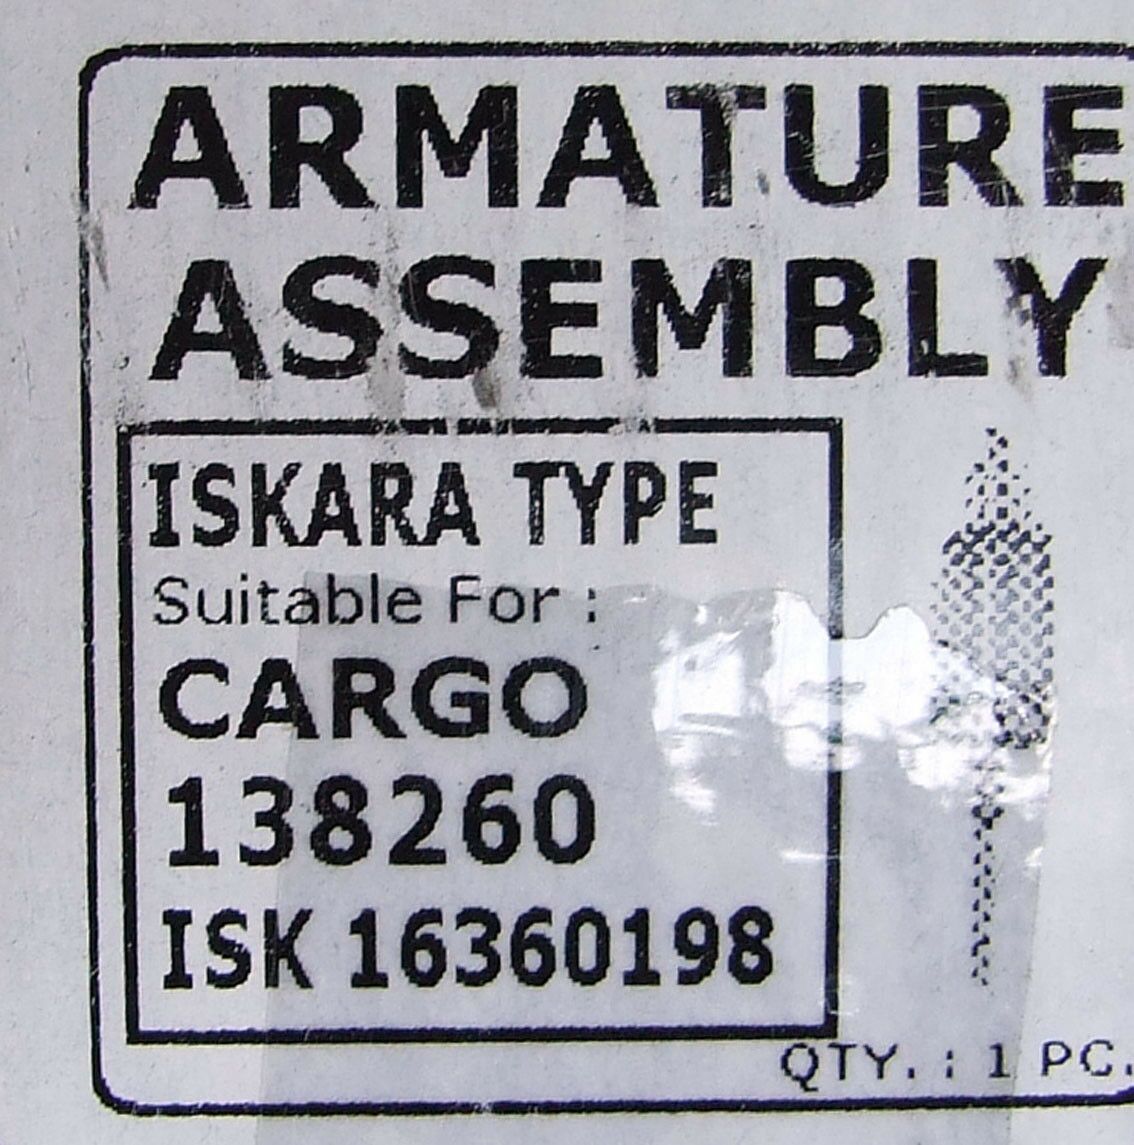 ARMATURE
ASSEMBLY
ISKARA TYPE
Suitable For :
CARGO
138260
ISK 16360198
QTY. : 1 PC.